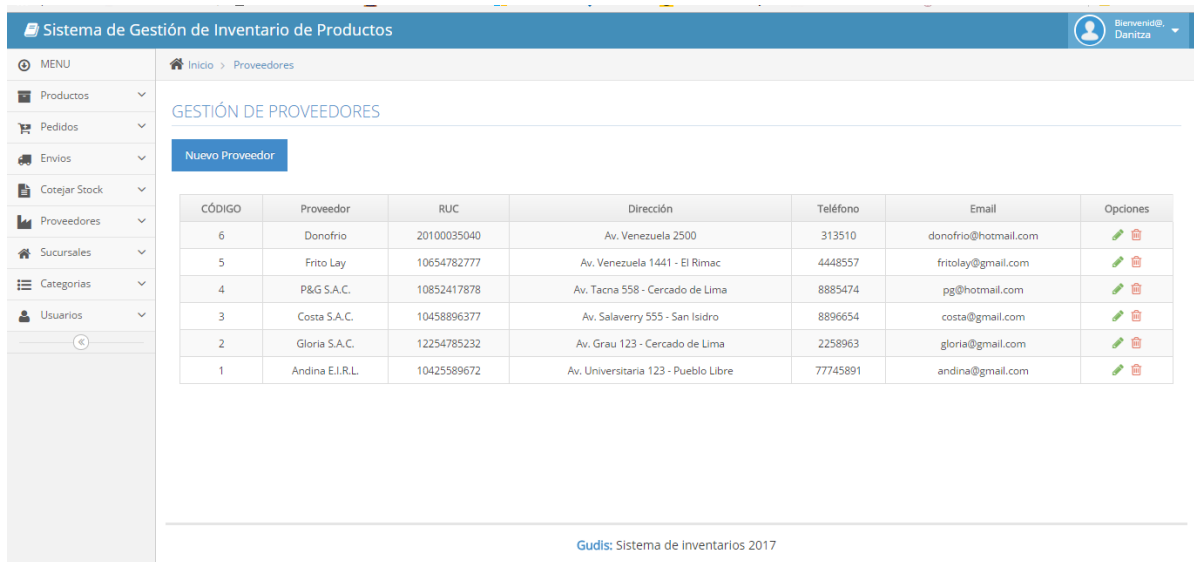 Sistema de Gestión de Inventario de Productos
Bienvenid@,
Danitza
MENU
Productos
Pedidos
Envios
Cotejar Stock
Proveedores
Sucursales
Categorias
Usuarios
Inicio > Proveedores
GESTIÓN DE PROVEEDORES
Nuevo Proveedor
CÓDIGO Proveedor RUC Dirección Teléfono Email Opciones
6 Donofrio 20100035040 Av. Venezuela 2500 313510 donofrio@hotmail.com
5 Frito Lay 10654782777 Av. Venezuela 1441 - El Rimac 4448557 fritolay@gmail.com
4 P&G S.A.C. 10852417878 Av. Tacna 558 - Cercado de Lima 8885474 pg@hotmail.com
3 Costa S.A.C. 10458896377 Av. Salaverry 555 - San Isidro 8896654 costa@gmail.com
2 Gloria S.A.C. 12254785232 Av. Grau 123 - Cercado de Lima 2258963 gloria@gmail.com
1 Andina E.I.R.L. 10425589672 Av. Universitaria 123 - Pueblo Libre 77745891 andina@gmail.com
Gudis: Sistema de inventarios 2017